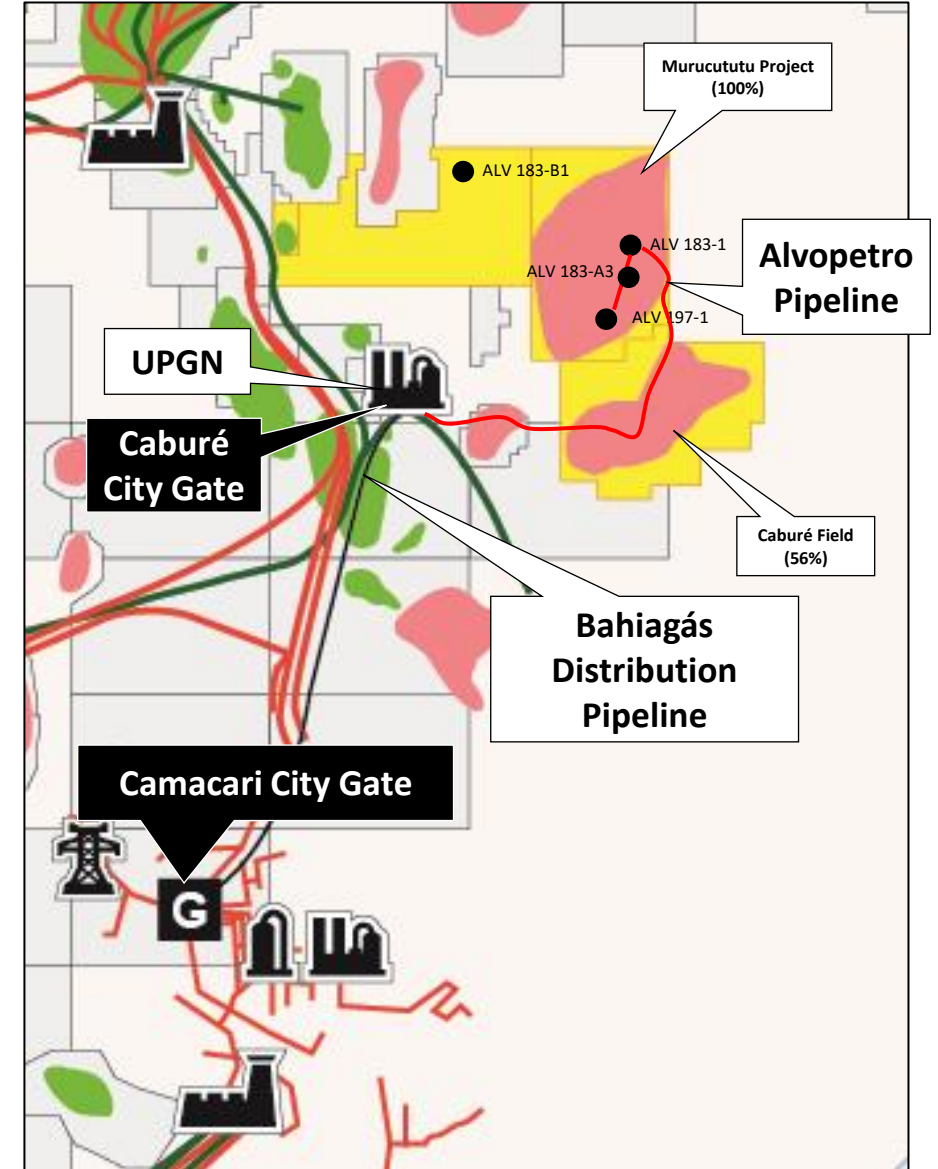 Murucututu Project
(100%)
ALV 183-B1
ALV 183-1
ALV 183-A3
ALV 197-1
Alvopetro
Pipeline
UPGN
Caburé
City Gate
Caburé Field
(56%)
Bahiagás
Distribution
Pipeline
Camacari City Gate
G